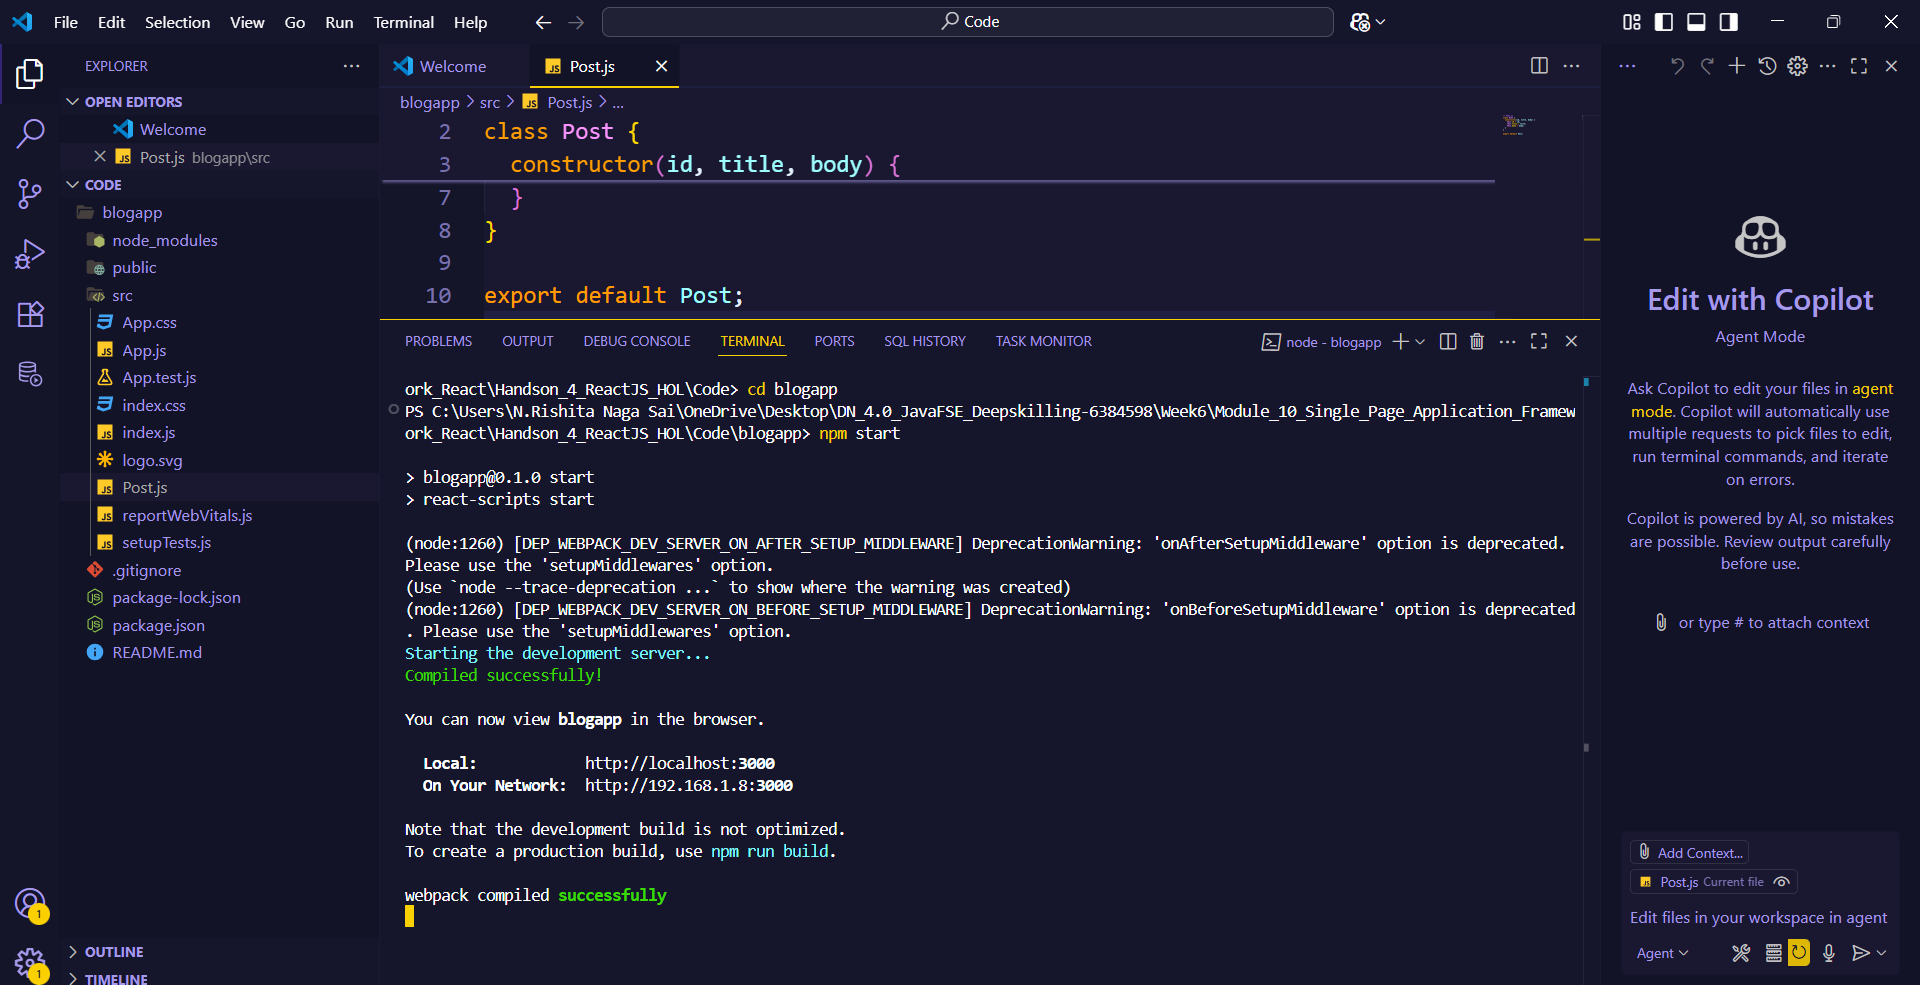 File Edit Selection View Go Run Terminal Help
Code
EXPLORER
OPEN EDITORS
Welcome
Post.js blogapp\src
CODE
blogapp
node_modules
public
src
App.css
App.js
App.test.js
index.css
index.js
logo.svg
Post.js
reportWebVitals.js
setupTests.js
.gitignore
package-lock.json
package.json
README.md
OUTLINE
TIMELINE
1
1
Welcome
Post.js
blogapp > src > Post.js > ...
2 class Post {
3 constructor(id, title, body) {
7 }
8 }
9
10 export default Post;
PROBLEMS OUTPUT DEBUG CONSOLE TERMINAL PORTS SQL HISTORY TASK MONITOR
node - blogapp
ork_React\Handson_4_ReactJS_HOL\Code> cd blogapp
PS C:\Users\N.Rishita Naga Sai\OneDrive\Desktop\DN_4.0_JavaFSE_Deepskilling-6384598\Week6\Module_10_Single_Page_Application_Framew
ork_React\Handson_4_ReactJS_HOL\Code\blogapp> npm start
> blogapp@0.1.0 start
> react-scripts start
(node:1260) [DEP_WEBPACK_DEV_SERVER_ON_AFTER_SETUP_MIDDLEWARE] DeprecationWarning: 'onAfterSetupMiddleware' option is deprecated.
Please use the 'setupMiddlewares' option.
(Use `node --trace-deprecation ...` to show where the warning was created)
(node:1260) [DEP_WEBPACK_DEV_SERVER_ON_BEFORE_SETUP_MIDDLEWARE] DeprecationWarning: 'onBeforeSetupMiddleware' option is deprecated
. Please use the 'setupMiddlewares' option.
Starting the development server...
Compiled successfully!
You can now view blogapp in the browser.
Local: http://localhost:3000
On Your Network: http://192.168.1.8:3000
Note that the development build is not optimized.
To create a production build, use npm run build.
webpack compiled successfully
Edit with Copilot
Agent Mode
Ask Copilot to edit your files in agent
mode. Copilot will automatically use
multiple requests to pick files to edit,
run terminal commands, and iterate
on errors.
Copilot is powered by AI, so mistakes
are possible. Review output carefully
before use.
or type # to attach context
Add Context...
Post.js Current file
Edit files in your workspace in agent
Agent